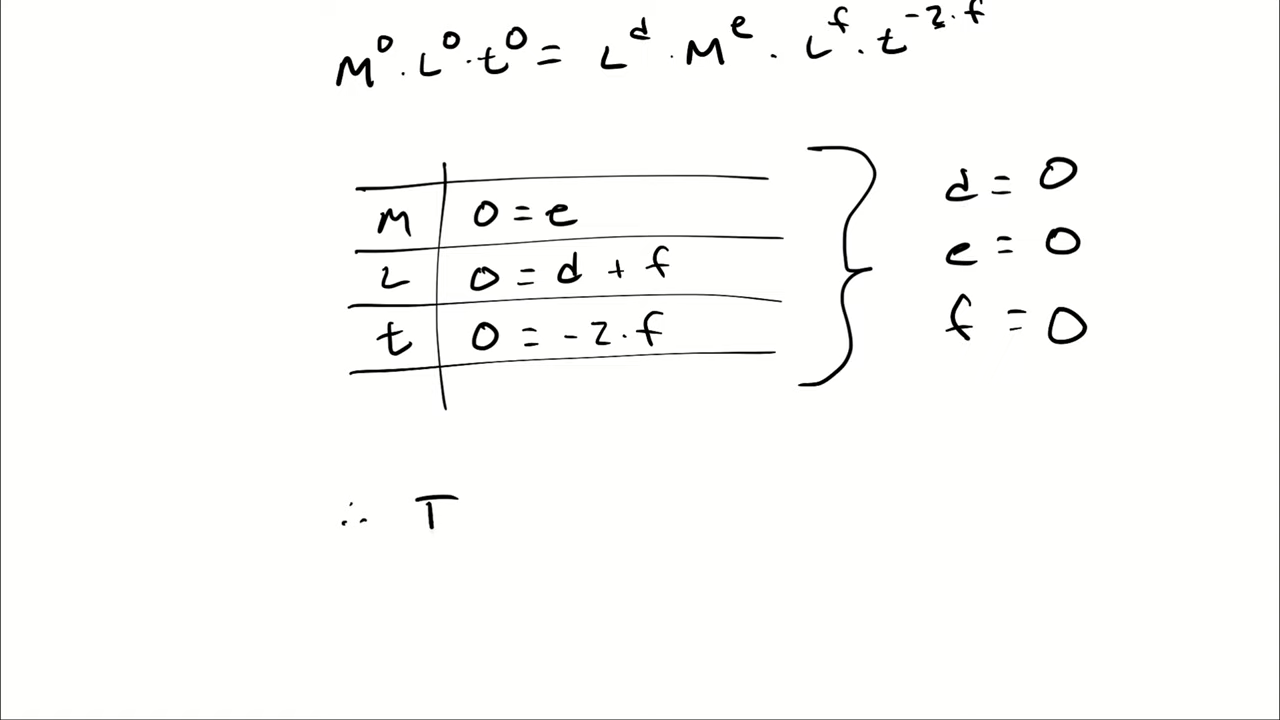 M⁰ · L⁰ · t⁰ = L^d · M^e · L^f · t^(-2·f)
M | 0 = e
L | 0 = d + f
t | 0 = -2 · f
d = 0
e = 0
f = 0
∴ T